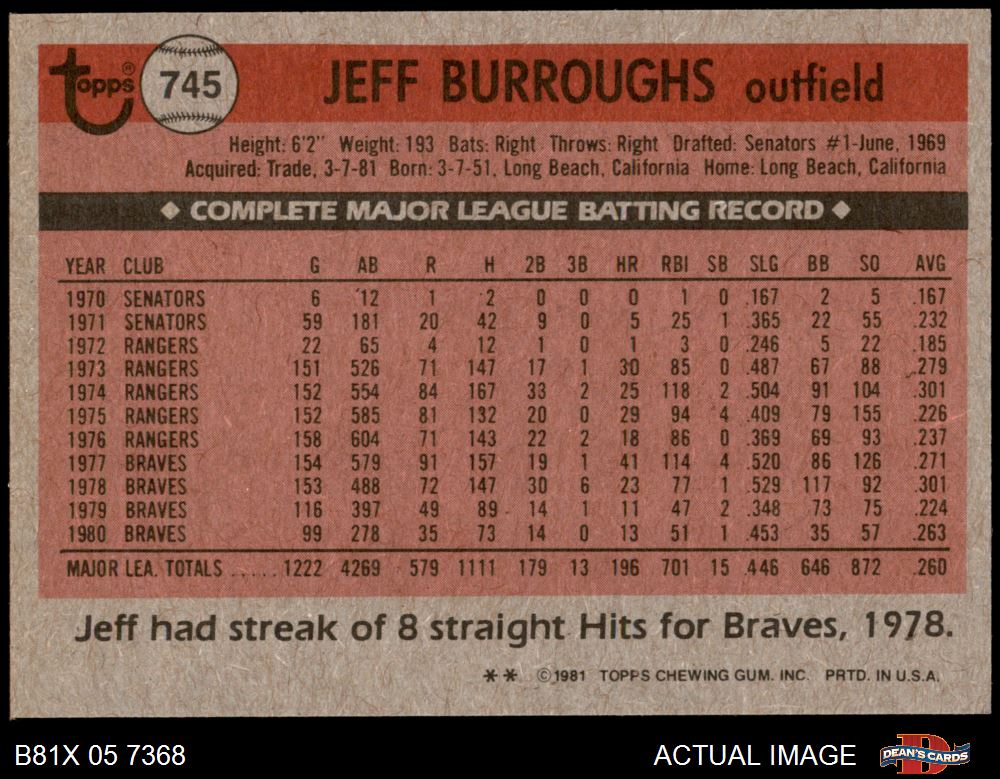 topps® 745 JEFF BURROUGHS outfield
Height: 6'2" Weight: 193 Bats: Right Throws: Right Drafted: Senators #1-June, 1969
Acquired: Trade, 3-7-81 Born: 3-7-51, Long Beach, California Home: Long Beach, California
◆ COMPLETE MAJOR LEAGUE BATTING RECORD ◆
YEAR CLUB G AB R H 2B 3B HR RBI SB SLG BB SO AVG
1970 SENATORS 6 12 1 2 0 0 0 1 0 .167 2 5 .167
1971 SENATORS 59 181 20 42 9 0 5 25 1 .365 22 55 .232
1972 RANGERS 22 65 4 12 1 0 1 3 0 .246 5 22 .185
1973 RANGERS 151 526 71 147 17 1 30 85 0 .487 67 88 .279
1974 RANGERS 152 554 84 167 33 2 25 118 2 .504 91 104 .301
1975 RANGERS 152 585 81 132 20 0 29 94 4 .409 79 155 .226
1976 RANGERS 158 604 71 143 22 2 18 86 0 .369 69 93 .237
1977 BRAVES 154 579 91 157 19 1 41 114 4 .520 86 126 .271
1978 BRAVES 153 488 72 147 30 6 23 77 1 .529 117 92 .301
1979 BRAVES 116 397 49 89 14 1 11 47 2 .348 73 75 .224
1980 BRAVES 99 278 35 73 14 0 13 51 1 .453 35 57 .263
MAJOR LEA. TOTALS ...... 1222 4269 579 1111 179 13 196 701 15 .446 646 872 .260
Jeff had streak of 8 straight Hits for Braves, 1978.
** ©1981 TOPPS CHEWING GUM. INC. PRTD. IN U.S.A.
B81X 05 7368 ACTUAL IMAGE DEAN'S CARDS